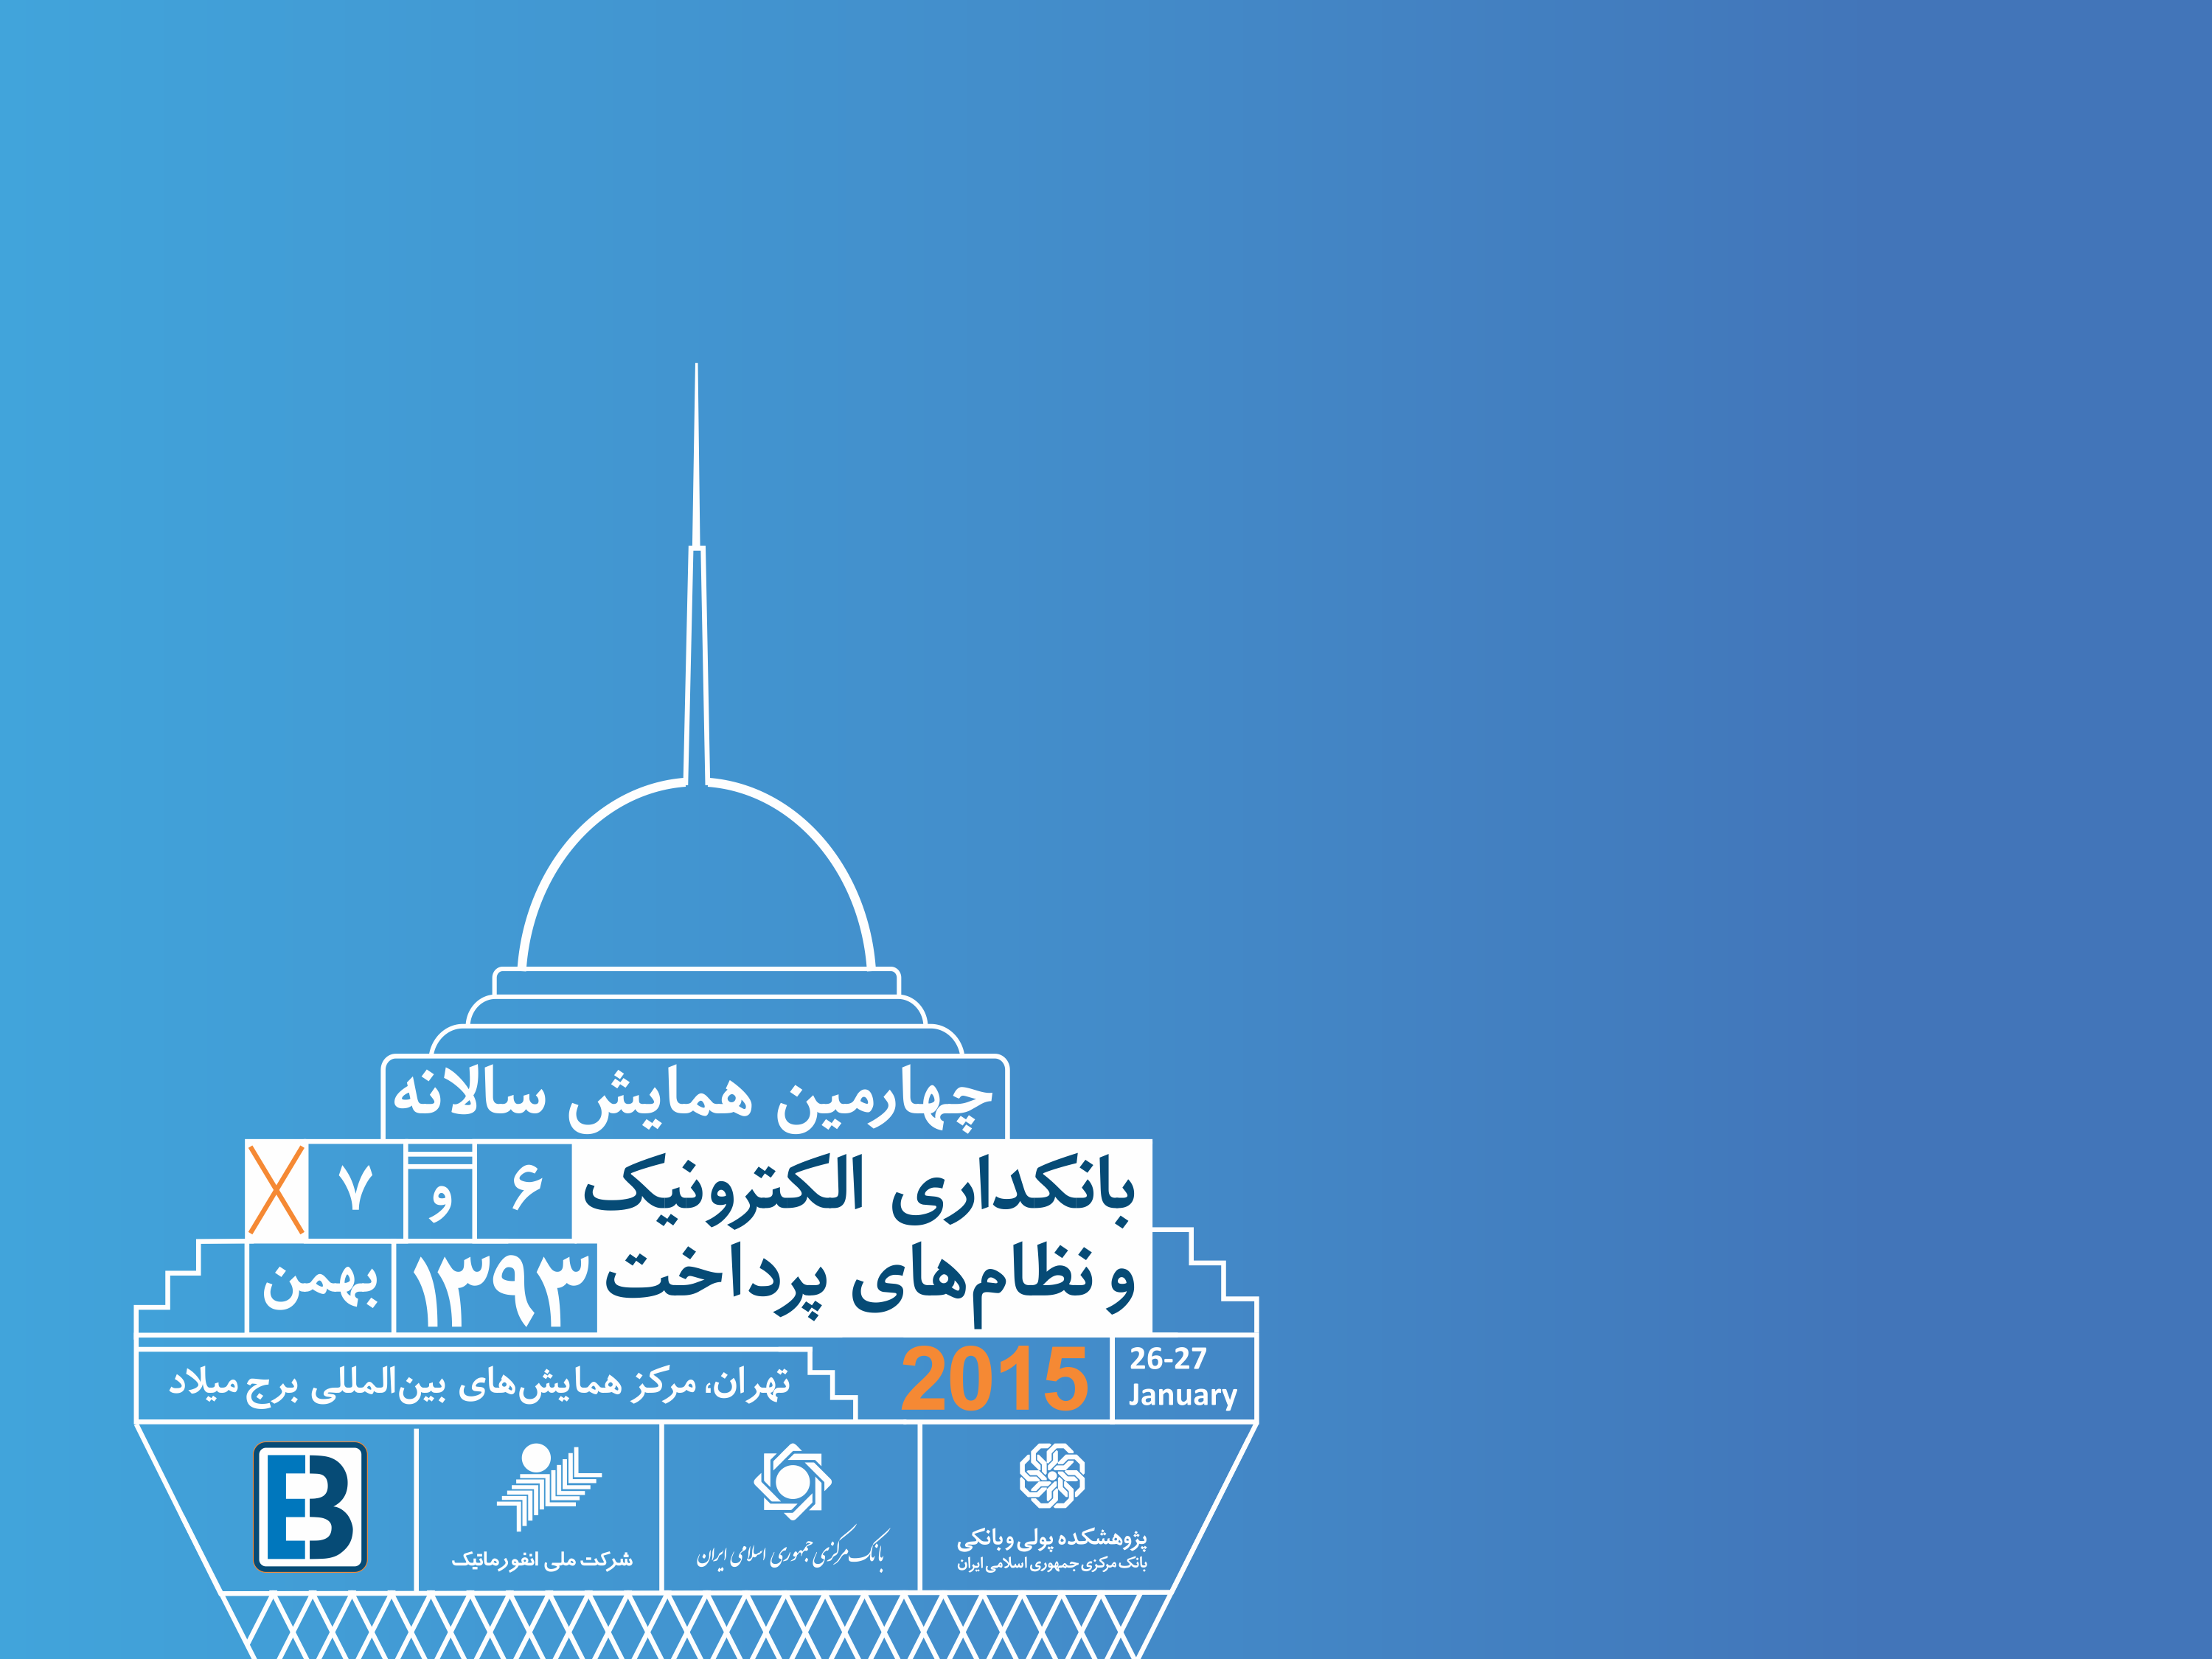 چهارمین همایش سالانه
بانکداری الکترونیک
و نظام‌های پرداخت
۶ و ۷
بهمن ۱۳۹۳
26-27
January
2015
تهران، مرکز همایش‌های بین‌المللی برج میلاد
پژوهشکده پولی و بانکی
بانک مرکزی جمهوری اسلامی ایران
بانک مرکزی جمهوری اسلامی ایران
شرکت ملی انفورماتیک
EB